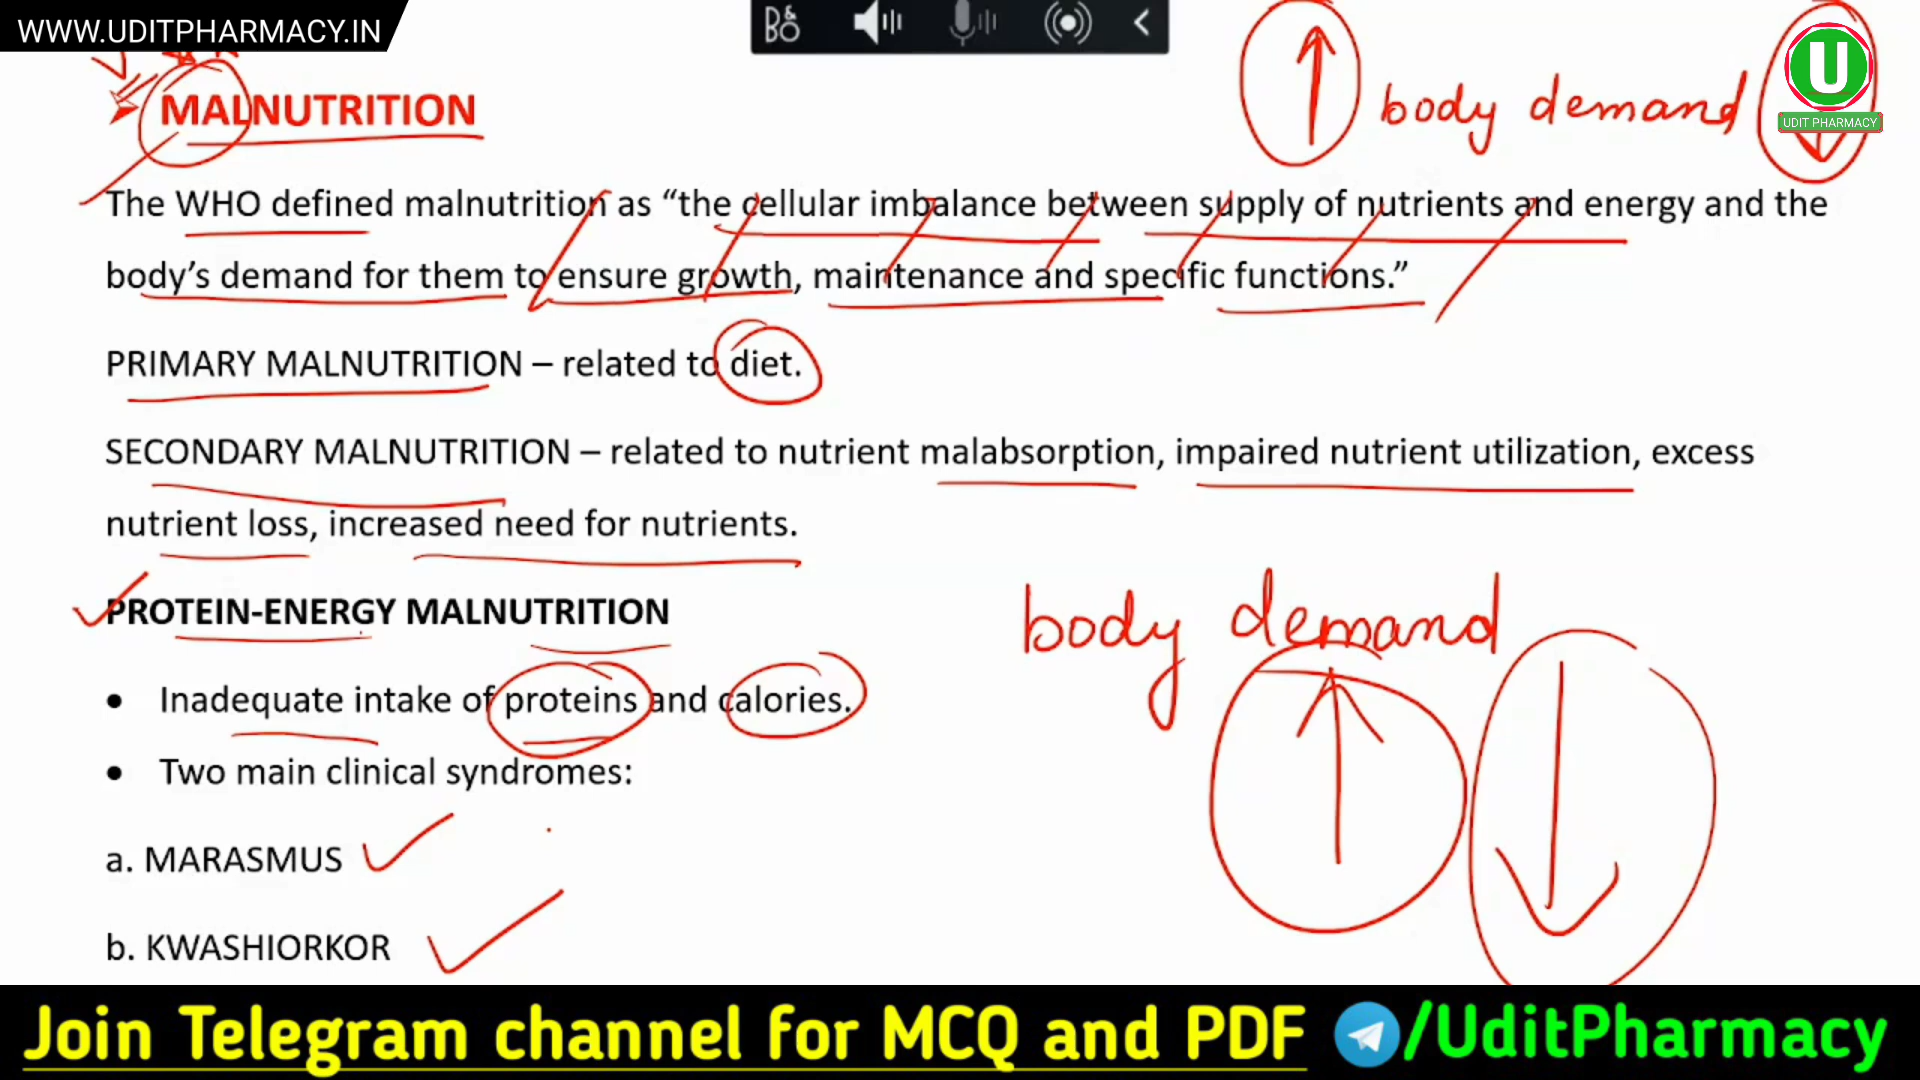 WWW.UDITPHARMACY.IN
body demand
U
UDIT PHARMACY
MALNUTRITION
The WHO defined malnutrition as “the cellular imbalance between supply of nutrients and energy and the
body’s demand for them to ensure growth, maintenance and specific functions.”
PRIMARY MALNUTRITION – related to diet.
SECONDARY MALNUTRITION – related to nutrient malabsorption, impaired nutrient utilization, excess
nutrient loss, increased need for nutrients.
PROTEIN-ENERGY MALNUTRITION
body demand
• Inadequate intake of proteins and calories.
• Two main clinical syndromes:
a. MARASMUS
b. KWASHIORKOR
Join Telegram channel for MCQ and PDF /UditPharmacy